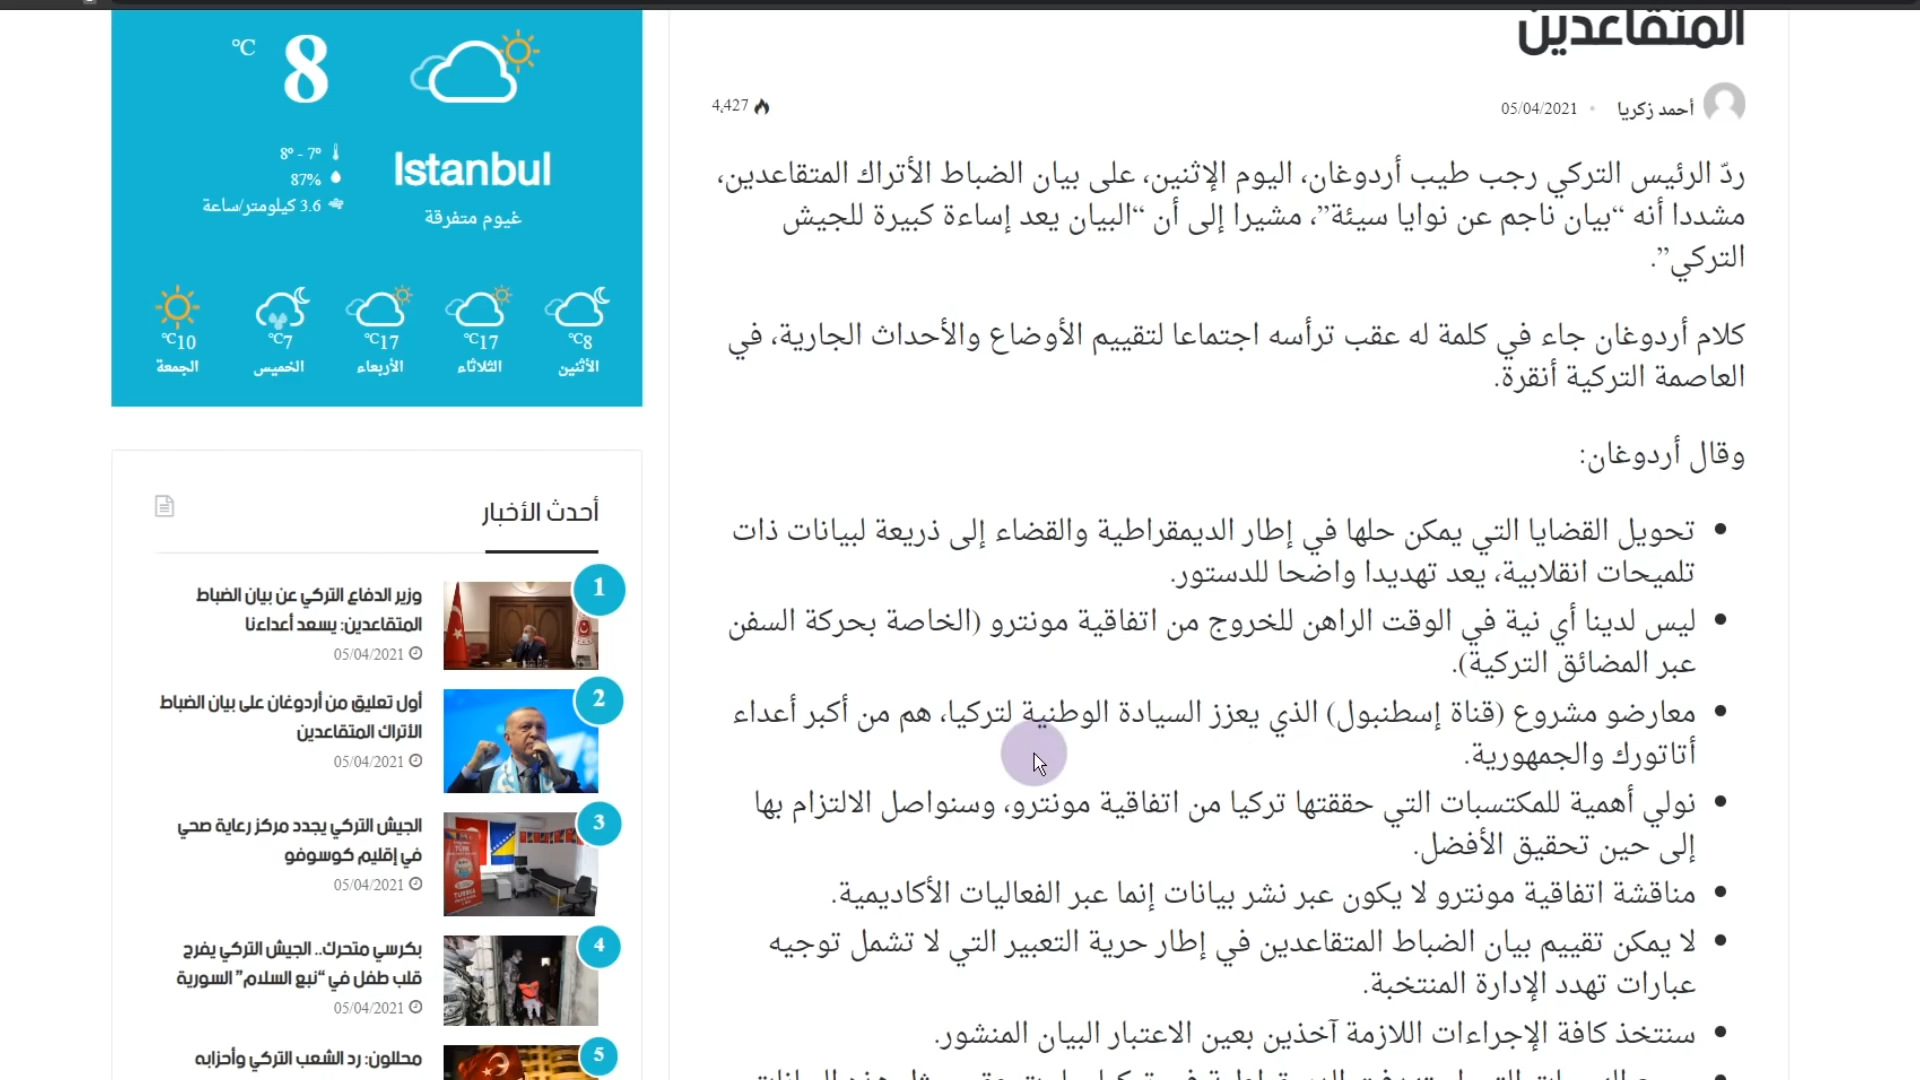 المتقاعدين
أحمد زكريا • 05/04/2021
4,427
ردّ الرئيس التركي رجب طيب أردوغان، اليوم الإثنين، على بيان الضباط الأتراك المتقاعدين،
مشددا أنه “بيان ناجم عن نوايا سيئة”، مشيرا إلى أن “البيان يعد إساءة كبيرة للجيش
التركي”.
كلام أردوغان جاء في كلمة له عقب ترأسه اجتماعا لتقييم الأوضاع والأحداث الجارية، في
العاصمة التركية أنقرة.
وقال أردوغان:
• تحويل القضايا التي يمكن حلها في إطار الديمقراطية والقضاء إلى ذريعة لبيانات ذات
تلميحات انقلابية، يعد تهديدا واضحا للدستور.
• ليس لدينا أي نية في الوقت الراهن للخروج من اتفاقية مونترو (الخاصة بحركة السفن
عبر المضائق التركية).
• معارضو مشروع (قناة إسطنبول) الذي يعزز السيادة الوطنية لتركيا، هم من أكبر أعداء
أتاتورك والجمهورية.
• نولي أهمية للمكتسبات التي حققتها تركيا من اتفاقية مونترو، وسنواصل الالتزام بها
إلى حين تحقيق الأفضل.
• مناقشة اتفاقية مونترو لا يكون عبر نشر بيانات إنما عبر الفعاليات الأكاديمية.
• لا يمكن تقييم بيان الضباط المتقاعدين في إطار حرية التعبير التي لا تشمل توجيه
عبارات تهدد الإدارة المنتخبة.
• سنتخذ كافة الإجراءات اللازمة آخذين بعين الاعتبار البيان المنشور.
8 ℃
Istanbul
غيوم متفرقة
8º - 7º
87%
3.6 كيلومتر/ساعة
8℃ 17℃ 17℃ 7℃ 10℃
الأثنين الثلاثاء الأربعاء الخميس الجمعة
أحدث الأخبار
1
وزير الدفاع التركي عن بيان الضباط
المتقاعدين: يسعد أعداءنا
05/04/2021
2
أول تعليق من أردوغان على بيان الضباط
الأتراك المتقاعدين
05/04/2021
3
الجيش التركي يجدد مركز رعاية صحي
في إقليم كوسوفو
05/04/2021
4
بكرسي متحرك.. الجيش التركي يفرح
قلب طفل في “نبع السلام” السورية
05/04/2021
5
محللون: رد الشعب التركي وأحزابه